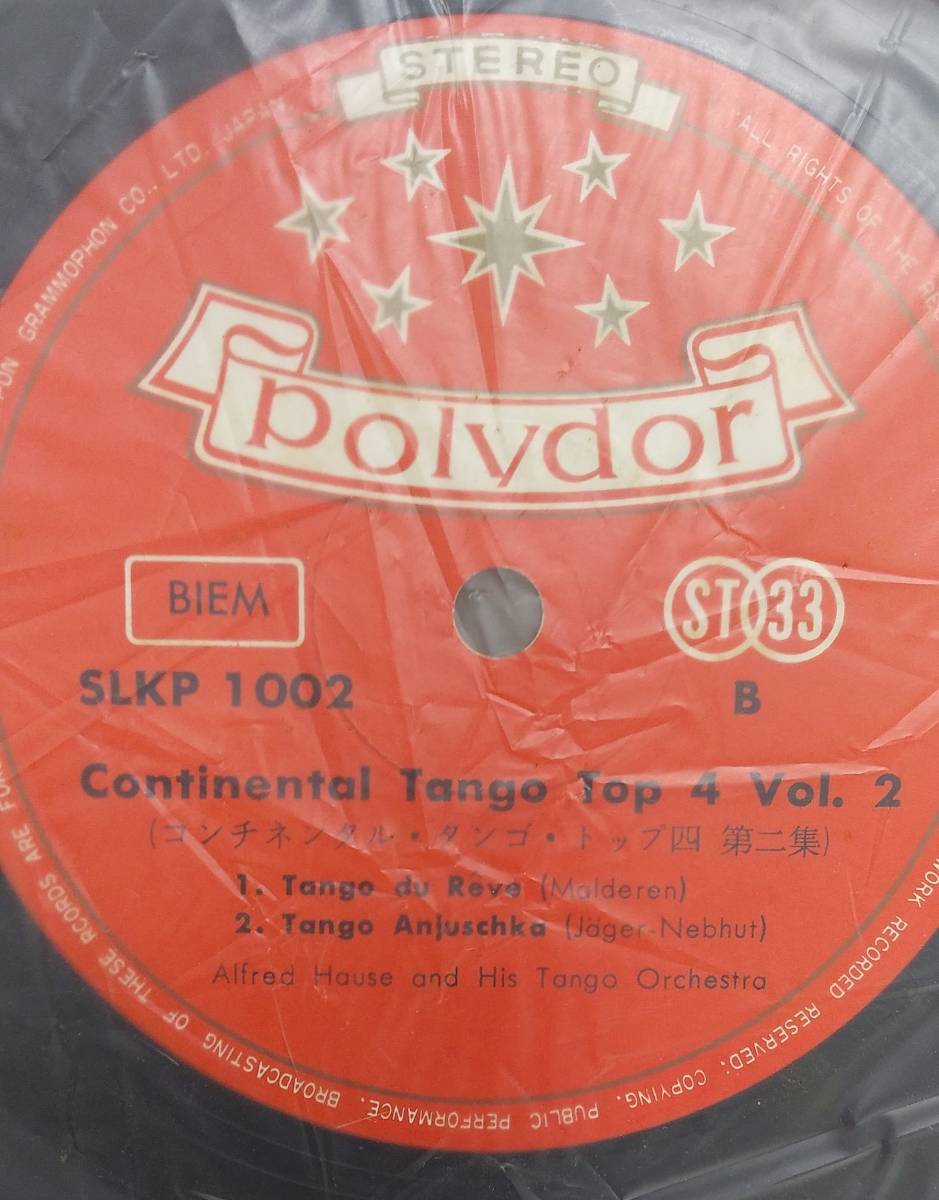 STEREO
polydor
BIEM
ST 33
SLKP 1002
B
Continental Tango Top 4 Vol. 2
(コンチネンタル・タンゴ・トップ四 第二集)
1. Tango du Rêve (Malderen)
2. Tango Anjuschka (Jäger-Nebhut)
Alfred Hause and His Tango Orchestra
PON GRAMMOPHON CO., LTD. JAPAN
ALL RIGHTS OF THE
WORK RECORDED RESERVED: COPYING. PUBLIC PERFORMANCE. BROADCASTING OF THESE RCORDS ARE